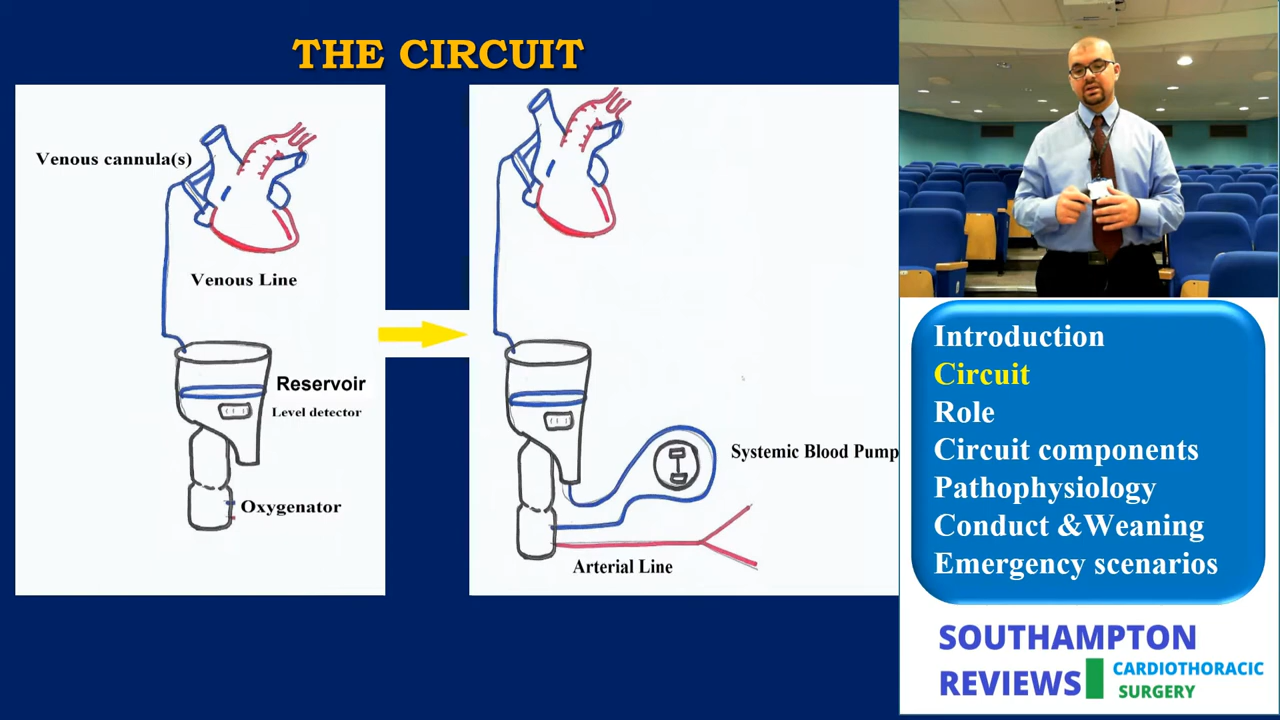 THE CIRCUIT
Venous cannula(s)
Venous Line
Reservoir
Level detector
Oxygenator
Systemic Blood Pump
Arterial Line
Introduction
Circuit
Role
Circuit components
Pathophysiology
Conduct &Weaning
Emergency scenarios
SOUTHAMPTON
REVIEWS
CARDIOTHORACIC
SURGERY